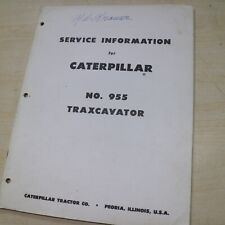 SERVICE INFORMATION
for
CATERPILLAR
NO. 955
TRAXCAVATOR
CATERPILLAR TRACTOR CO. • PEORIA, ILLINOIS, U.S.A.